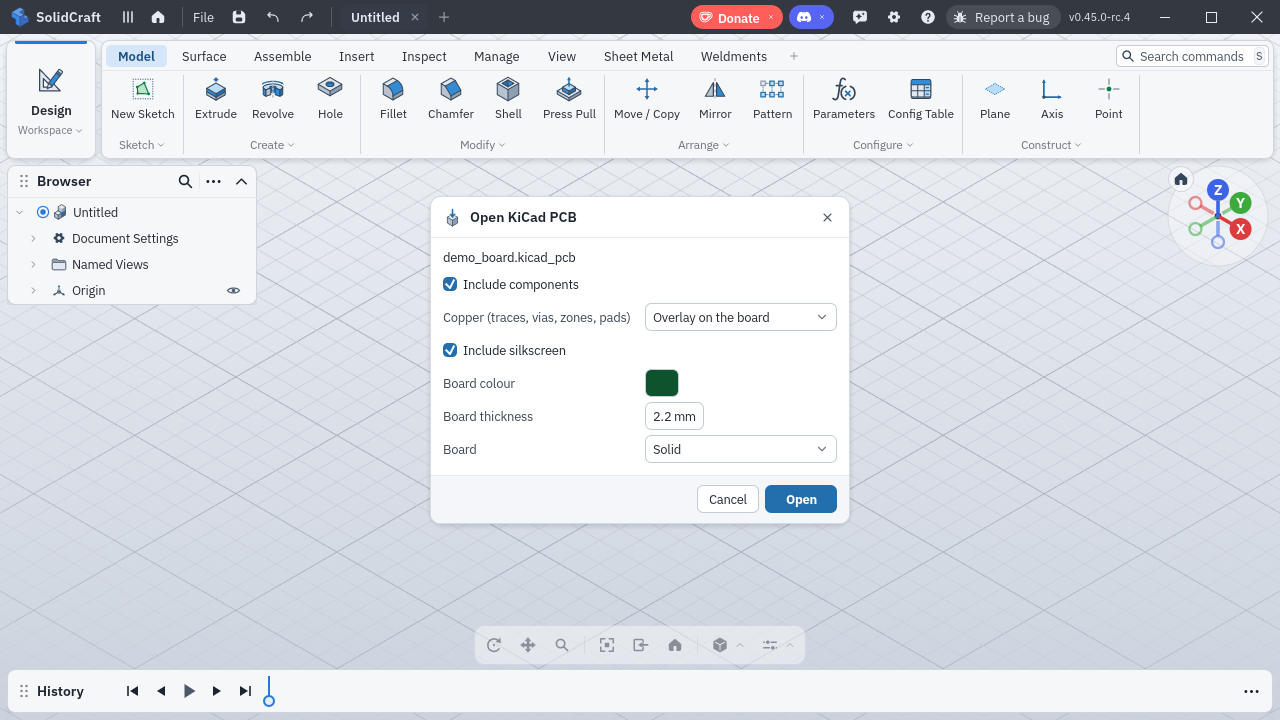 SolidCraft
File
Untitled
Donate
Report a bug
v0.45.0-rc.4
Design
Workspace
Model
Surface
Assemble
Insert
Inspect
Manage
View
Sheet Metal
Weldments
Search commands
S
New Sketch
Extrude
Revolve
Hole
Fillet
Chamfer
Shell
Press Pull
Move / Copy
Mirror
Pattern
Parameters
Config Table
Plane
Axis
Point
Sketch
Create
Modify
Arrange
Configure
Construct
Browser
Untitled
Document Settings
Named Views
Origin
Z
Y
X
Open KiCad PCB
demo_board.kicad_pcb
Include components
Copper (traces, vias, zones, pads)
Overlay on the board
Include silkscreen
Board colour
Board thickness
2.2 mm
Board
Solid
Cancel
Open
History